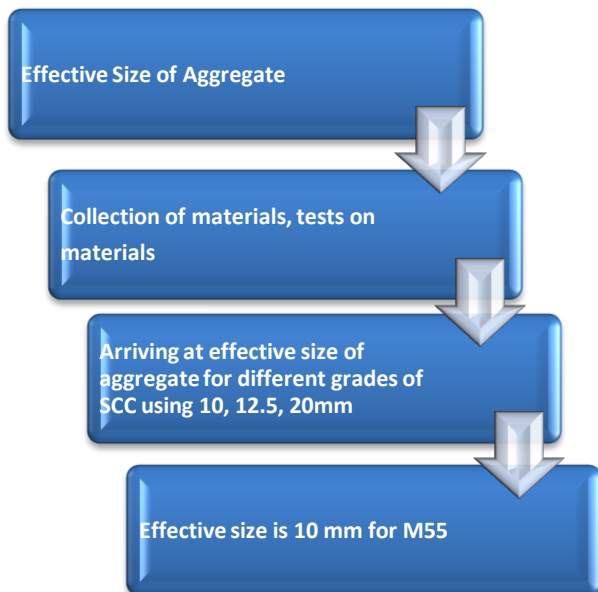 Effective Size of Aggregate
Collection of materials, tests on
materials
Arriving at effective size of
aggregate for different grades of
SCC using 10, 12.5, 20mm
Effective size is 10 mm for M55